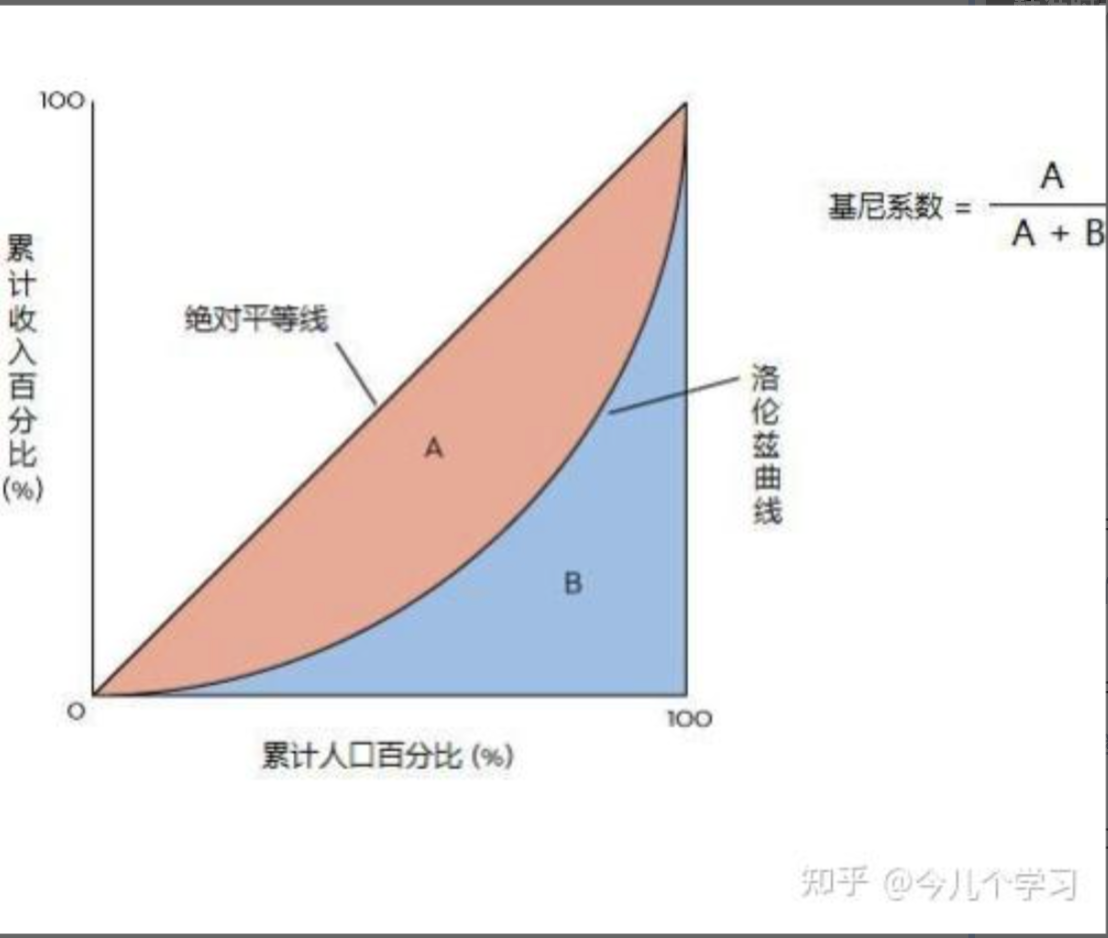 100
累计收入百分比(%)
绝对平等线
A
B
洛伦兹曲线
0
100
累计人口百分比 (%)
基尼系数 =
A
A + B
知乎 @今儿个学习